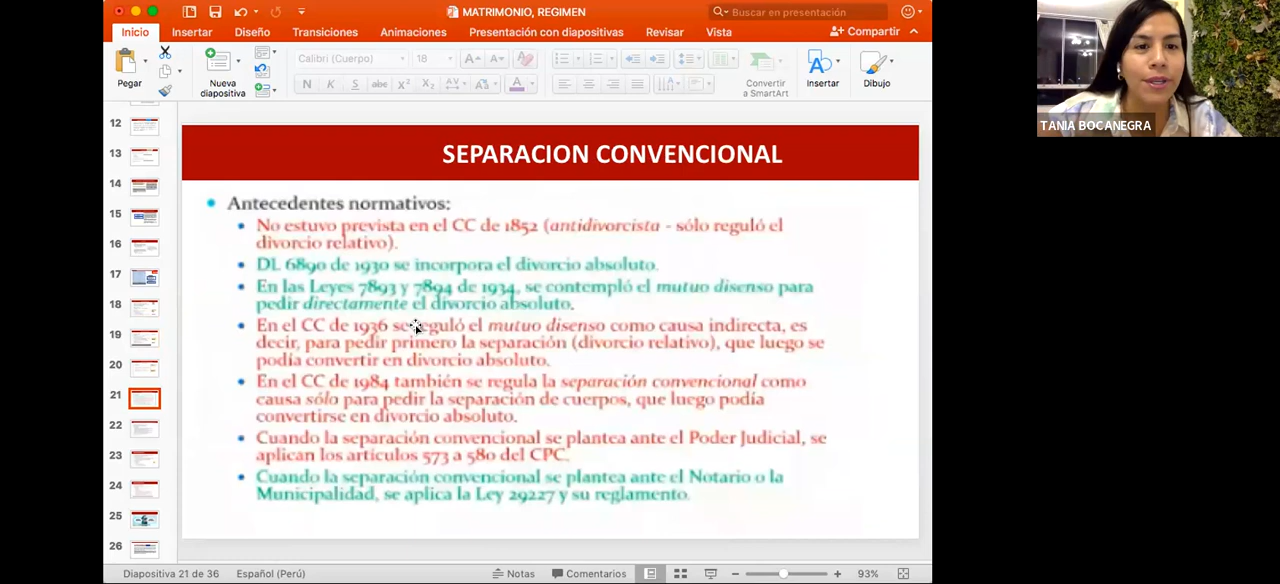 MATRIMONIO, REGIMEN
Buscar en presentación
Inicio Insertar Diseño Transiciones Animaciones Presentación con diapositivas Revisar Vista Compartir
Pegar
Nueva
diapositiva
Calibri (Cuerpo) 18
N K S abc X² X₂ AV Aa A
Convertir
a SmartArt
Insertar
Dibujo
12
13
14
15
16
17
18
19
20
21
22
23
24
25
26
SEPARACION CONVENCIONAL
Antecedentes normativos:
No estuvo prevista en el CC de 1852 (antidivorcista - sólo reguló el
divorcio relativo).
DL 6890 de 1930 se incorpora el divorcio absoluto.
En las Leyes 7893 y 7894 de 1934, se contempló el mutuo disenso para
pedir directamente el divorcio absoluto.
En el CC de 1936 se reguló el mutuo disenso como causa indirecta, es
decir, para pedir primero la separación (divorcio relativo), que luego se
podía convertir en divorcio absoluto.
En el CC de 1984 también se regula la separación convencional como
causa sólo para pedir la separación de cuerpos, que luego podía
convertirse en divorcio absoluto.
Cuando la separación convencional se plantea ante el Poder Judicial, se
aplican los artículos 573 a 580 del CPC.
Cuando la separación convencional se plantea ante el Notario o la
Municipalidad, se aplica la Ley 29227 y su reglamento.
Diapositiva 21 de 36 Español (Perú) Notas Comentarios 93%
TANIA BOCANEGRA